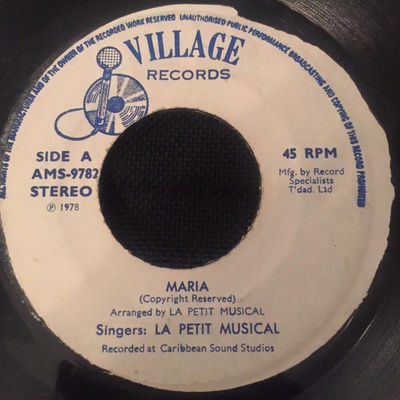 ALL RIGHTS OF THE MANUFACTURER AND OF THE OWNER OF THE RECORDED WORK RESERVED UNAUTHORISED PUBLIC PERFORMANCE BROADCASTING AND COPYING OF THIS RECORD PROHIBITED
VILLAGE
RECORDS
SIDE A
AMS-9782
STEREO
℗ 1978
45 RPM
Mfg. by Record
Specialists
T'dad. Ltd
MARIA
(Copyright Reserved)
Arranged by LA PETIT MUSICAL
Singers: LA PETIT MUSICAL
Recorded at Caribbean Sound Studios